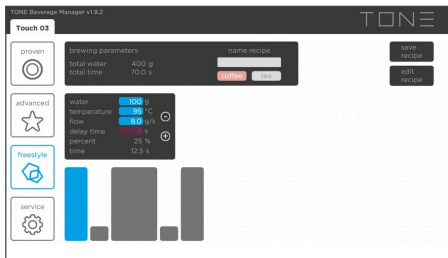 TONE Beverage Manager v1.9.2
TONE
Touch 03
proven
advanced
freestyle
service
brewing parameters
total water 400 g
total time 70.0 s
name recipe
coffee tea
save recipe
edit recipe
water 100 g
temperature 95 °C
flow 8.0 g/s
delay time 0 s
percent 25 %
time 12.5 s